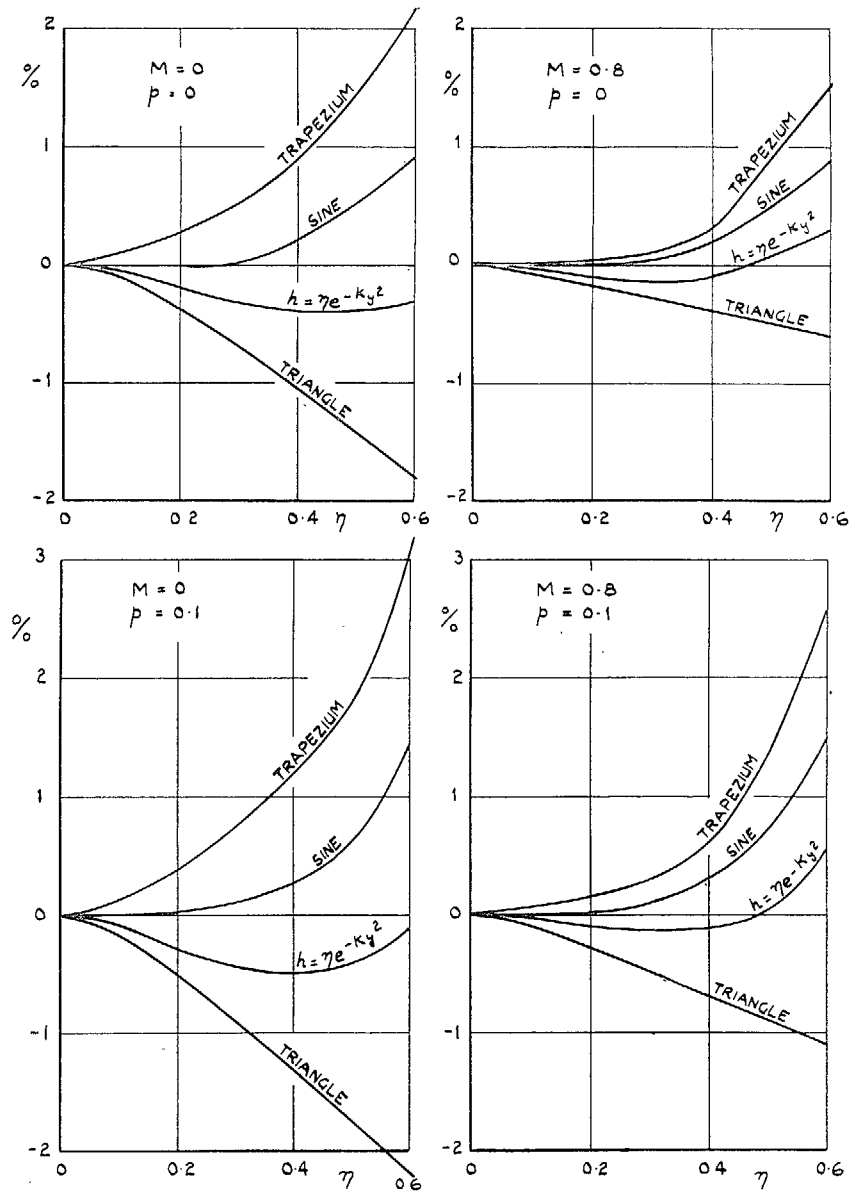 2
%
M = 0
p = 0
1
0
-1
-2
TRAPEZIUM
SINE
h = ηe-Ky²
TRIANGLE
0 0.2 0.4 η 0.6
2
%
M = 0.8
p = 0
1
0
-1
-2
TRAPEZIUM
SINE
h = ηe-Ky²
TRIANGLE
0 0.2 0.4 η 0.6
3
%
M = 0
p = 0.1
2
1
0
-1
-2
TRAPEZIUM
SINE
h = ηe-Ky²
TRIANGLE
0 0.2 0.4 η 0.6
3
%
M = 0.8
p = 0.1
2
1
0
-1
-2
TRAPEZIUM
SINE
h = ηe-Ky²
TRIANGLE
0 0.2 0.4 η 0.6